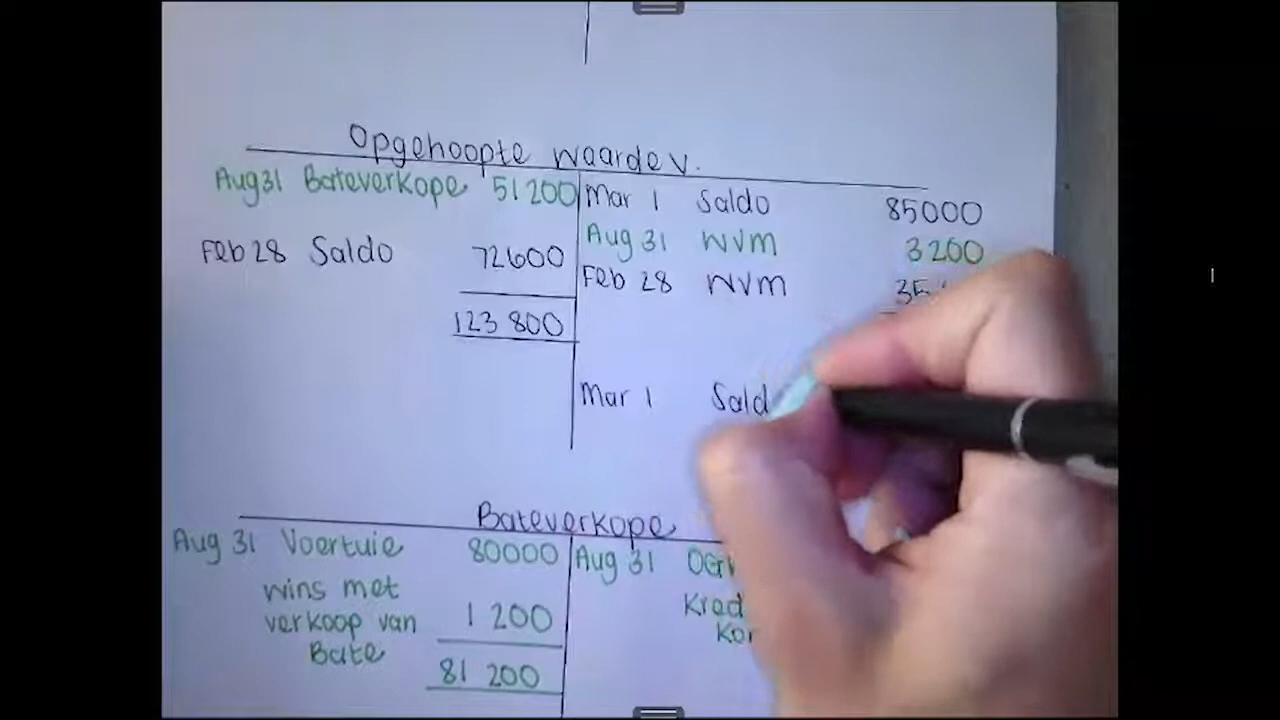 Opgehoopte waarde v.
Aug 31 Bateverkope 51 200 Mar 1 Saldo 85000
Aug 31 WVM 3 200
Feb 28 Saldo 72600 Feb 28 WVM
123 800
Mar 1
Bateverkope
Aug 31 Voertuie 80000 Aug 31
wins met
verkoop van 1 200
Bate
81 200